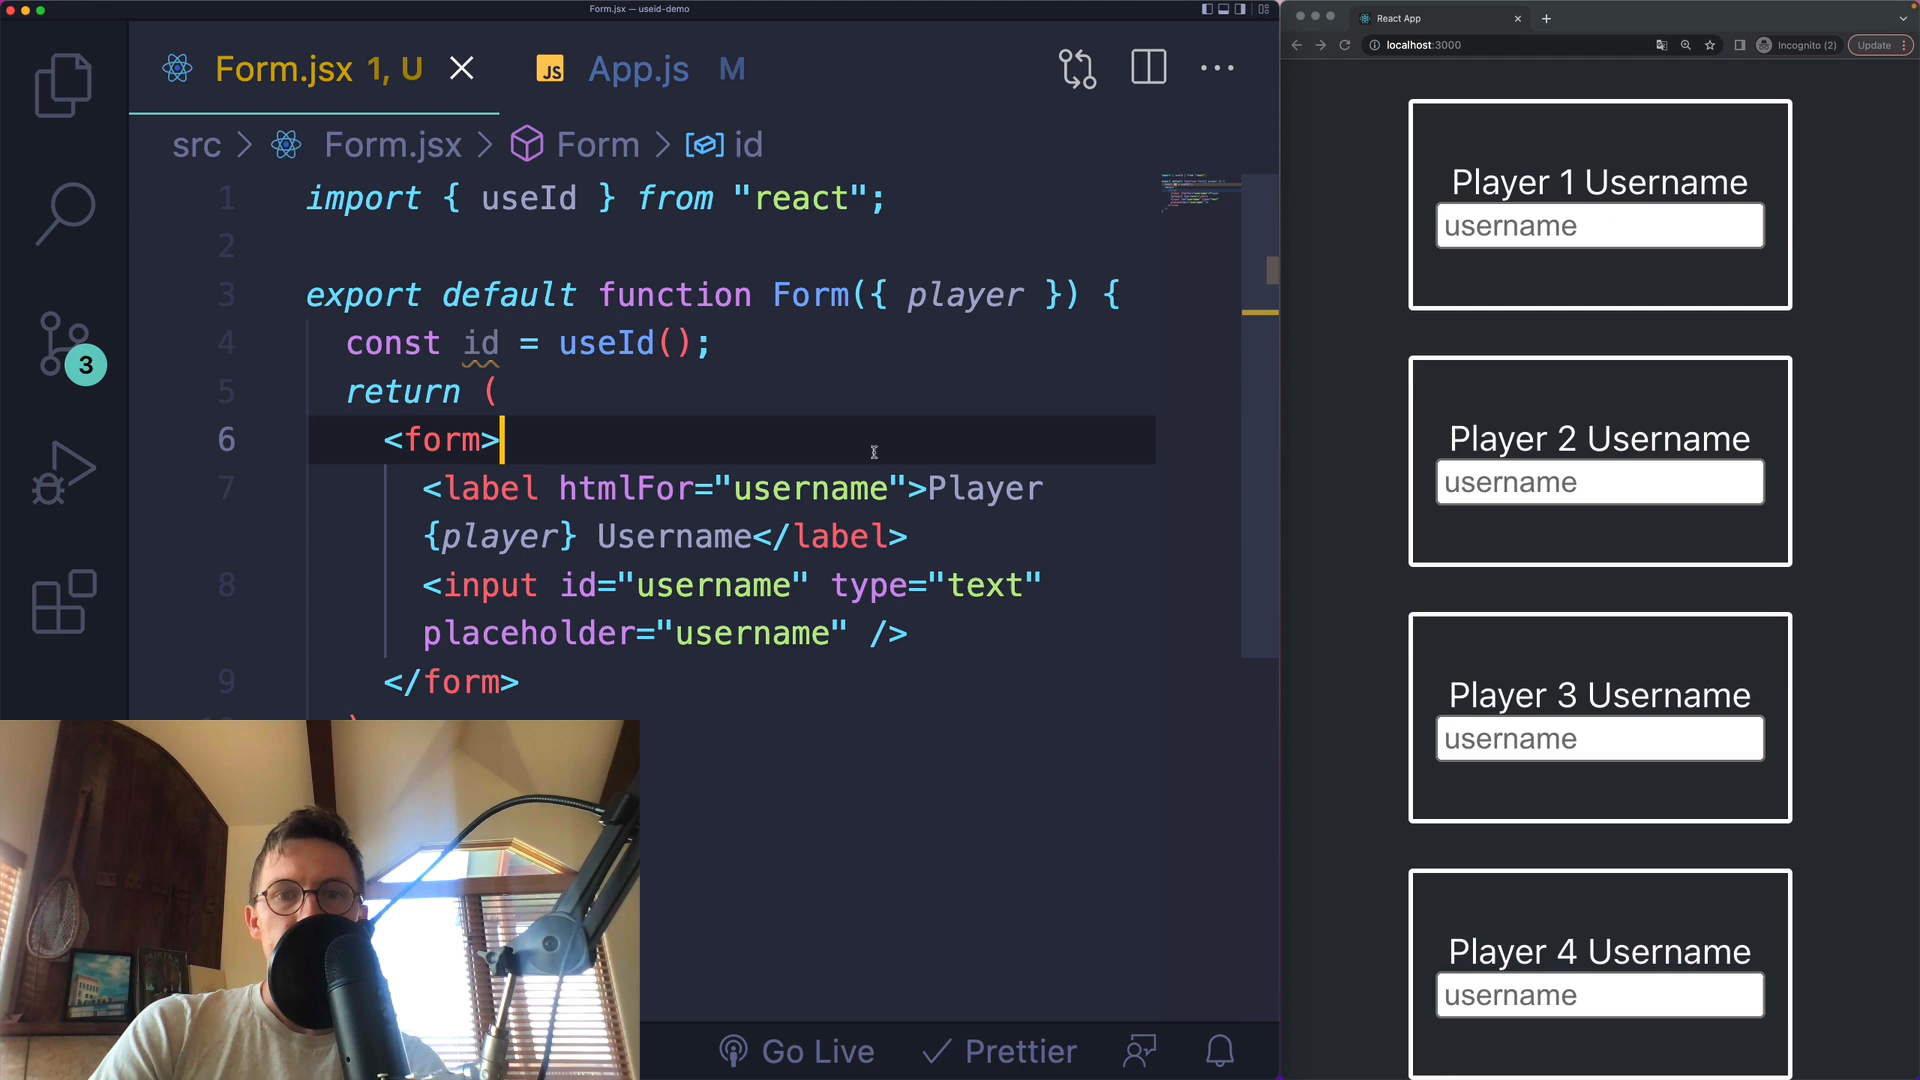 Form.jsx — useid-demo
Form.jsx 1, U
App.js M
src > Form.jsx > Form > id
1 import { useId } from "react";
2
3 export default function Form({ player }) {
4 const id = useId();
5 return (
6 <form>
7 <label htmlFor="username">Player
{player} Username</label>
8 <input id="username" type="text"
placeholder="username" />
9 </form>
)
3
Go Live
Prettier
React App
localhost:3000
Incognito (2)
Update
Player 1 Username
username
Player 2 Username
username
Player 3 Username
username
Player 4 Username
username